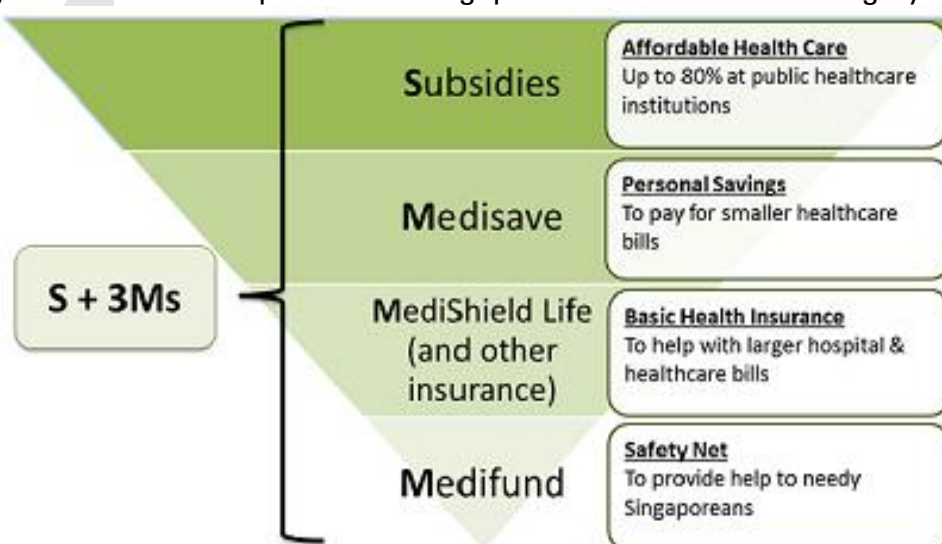 S + 3Ms
Subsidies
Affordable Health Care
Up to 80% at public healthcare
institutions
Medisave
Personal Savings
To pay for smaller healthcare
bills
MediShield Life
(and other
insurance)
Basic Health Insurance
To help with larger hospital &
healthcare bills
Medifund
Safety Net
To provide help to needy
Singaporeans